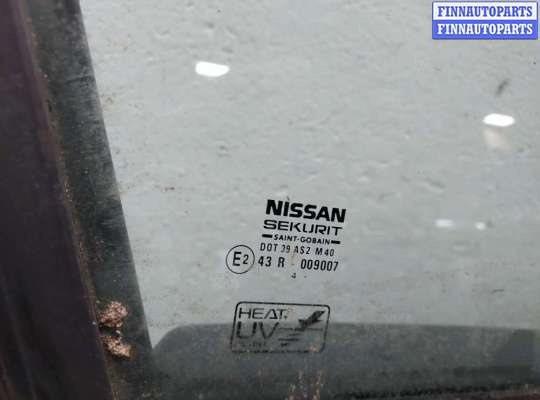 FINNAUTOPARTS
FINNAUTOPARTS
NISSAN
SEKURIT
SAINT-GOBAIN
DOT 39 AS2 M40
E2 43 R - 009007
4
HEAT
UV